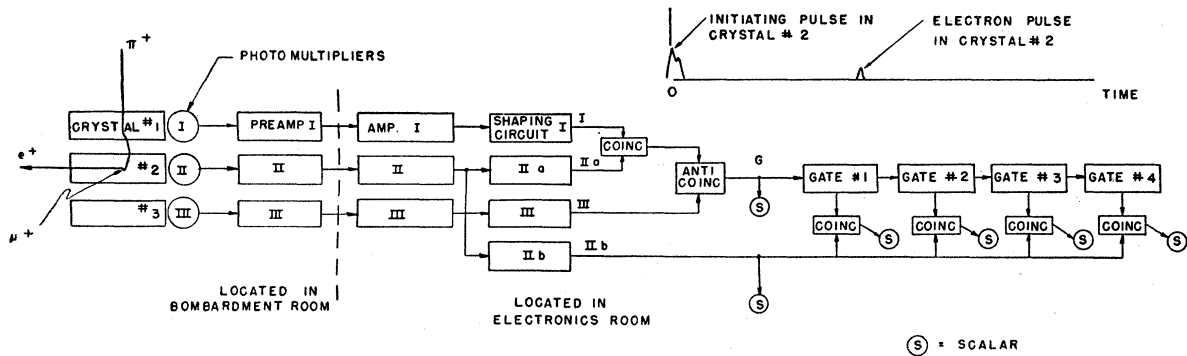 INITIATING PULSE IN
CRYSTAL # 2
ELECTRON PULSE
IN CRYSTAL # 2
O
TIME
π+
PHOTO MULTIPLIERS
CRYSTAL #1
I
PREAMP I
AMP. I
SHAPING
CIRCUIT I
I
COINC
e+
#2
II
II
II
II a
II a
ANTI
COINC
G
GATE #1
GATE #2
GATE #3
GATE #4
#3
III
III
III
III
III
S
μ+
COINC
S
COINC
S
COINC
S
COINC
S
II b
II b
S
LOCATED IN
BOMBARDMENT ROOM
LOCATED IN
ELECTRONICS ROOM
S = SCALAR